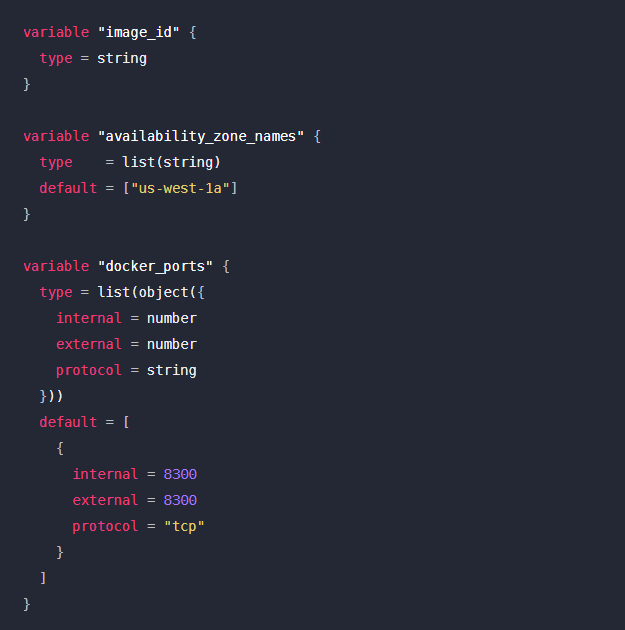 variable "image_id" {
  type = string
}

variable "availability_zone_names" {
  type    = list(string)
  default = ["us-west-1a"]
}

variable "docker_ports" {
  type = list(object({
    internal = number
    external = number
    protocol = string
  }))
  default = [
    {
      internal = 8300
      external = 8300
      protocol = "tcp"
    }
  ]
}